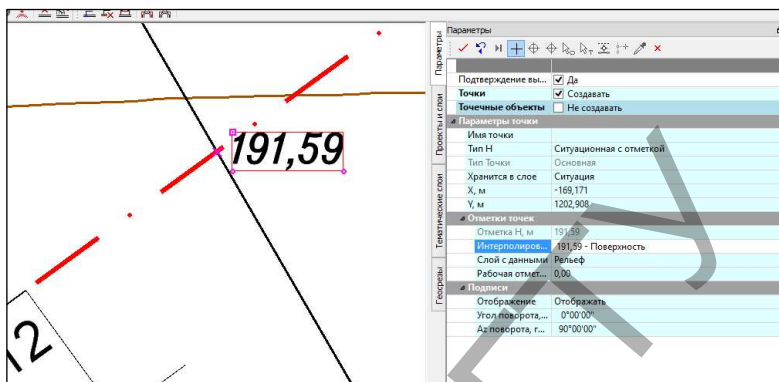 191,59
12
Параметры
Проекты и слои
Тематические слои
Геосрезы
Параметры
Подтверждение вы... Да
Точки Создавать
Точечные объекты Не создавать
Параметры точки
Имя точки
Тип H Ситуационная с отметкой
Тип Точки Основная
Хранится в слое Ситуация
X, м -169,171
Y, м 1202,908
Отметки точек
Отметка H, м 191,59
Интерполиров... 191,59 - Поверхность
Слой с данными Рельеф
Рабочая отмет... 0,00
Подписи
Отображение Отображать
Угол поворота,... 0°00'00"
Az поворота, г... 90°00'00"